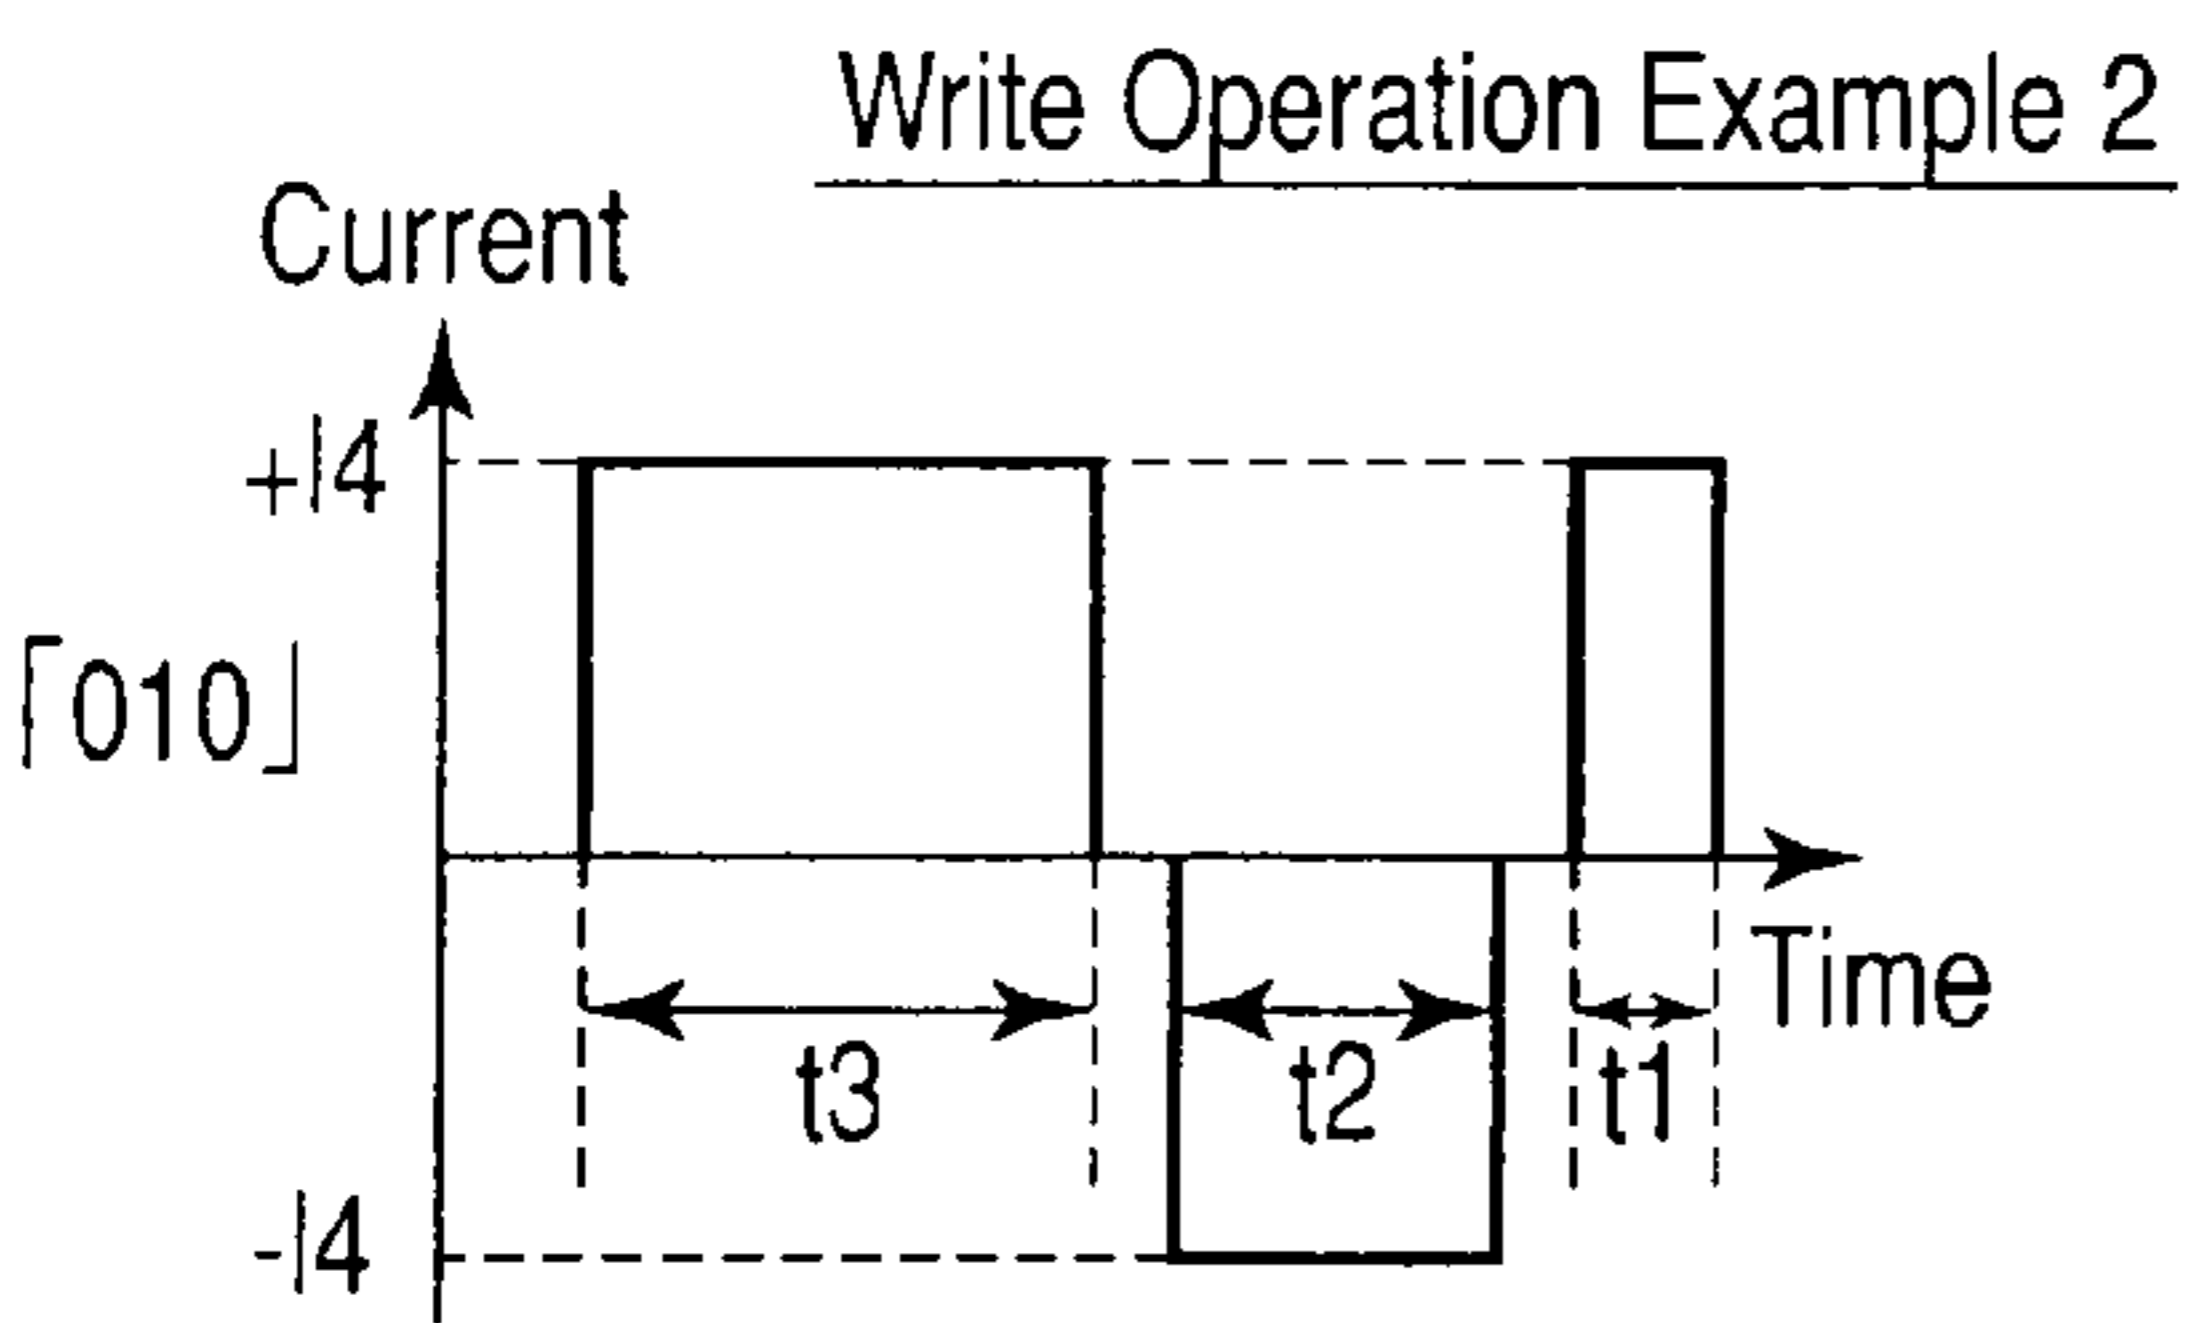 Write Operation Example 2
Current
+I4
「010」
t3
t2
t1
Time
-I4